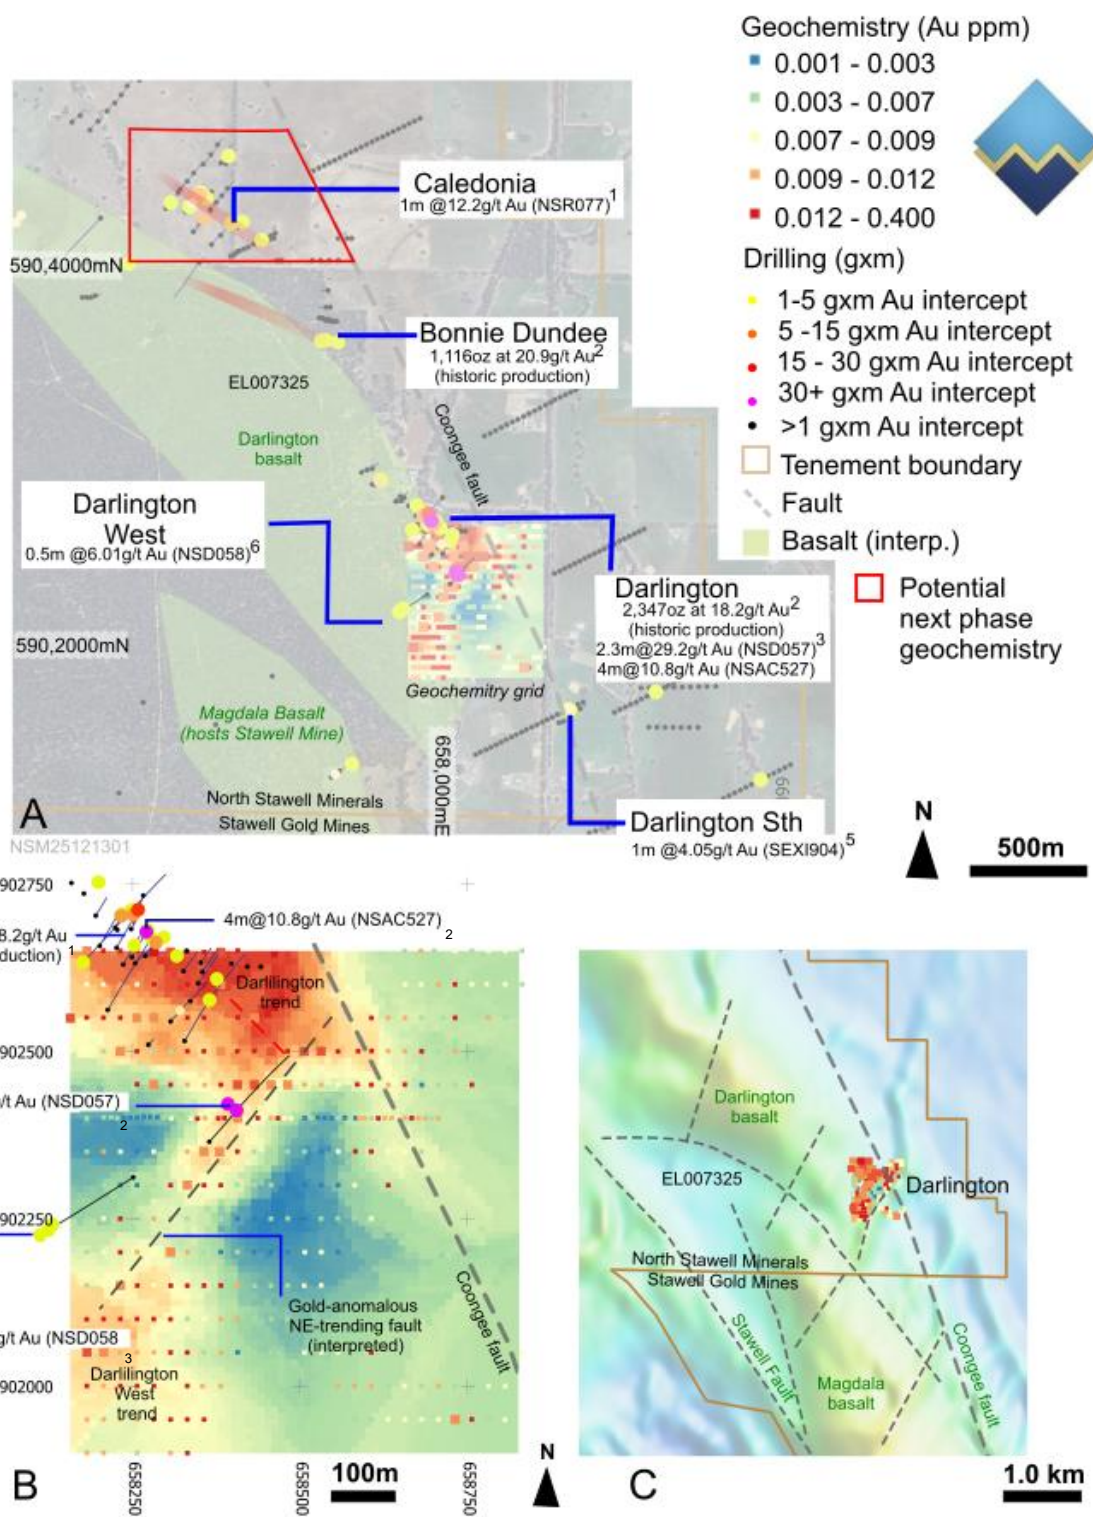 Geochemistry (Au ppm)
0.001 - 0.003
0.003 - 0.007
0.007 - 0.009
0.009 - 0.012
0.012 - 0.400
Drilling (gxm)
1-5 gxm Au intercept
5 -15 gxm Au intercept
15 - 30 gxm Au intercept
30+ gxm Au intercept
>1 gxm Au intercept
Tenement boundary
Fault
Basalt (interp.)
Potential
next phase
geochemistry
Caledonia
1m @12.2g/t Au (NSR077)1
590,4000mN
Bonnie Dundee
1,116oz at 20.9g/t Au2
(historic production)
EL007325
Coongee fault
Darlington
basalt
Darlington
West
0.5m @6.01g/t Au (NSD058)6
Darlington
2,347oz at 18.2g/t Au2
(historic production)
2.3m@29.2g/t Au (NSD057)3
4m@10.8g/t Au (NSAC527)
590,2000mN
Geochemitry grid
Magdala Basalt
(hosts Stawell Mine)
658,000mE
66
North Stawell Minerals
Stawell Gold Mines
A
Darlington Sth
1m @4.05g/t Au (SEXI904)5
N
500m
NSM25121301
902750
4m@10.8g/t Au (NSAC527)
2
8.2g/t Au
duction)
1
Darlilington
trend
902500
g/t Au (NSD057)
2
902250
Gold-anomalous
NE-trending fault
(interpreted)
Coongee fault
g/t Au (NSD058
3
Darlilington
West
trend
902000
B
658250
658500
658750
100m
N
Darlington
basalt
EL007325
Darlington
North Stawell Minerals
Stawell Gold Mines
Stawell Fault
Magdala
basalt
Coongee fault
C
1.0 km